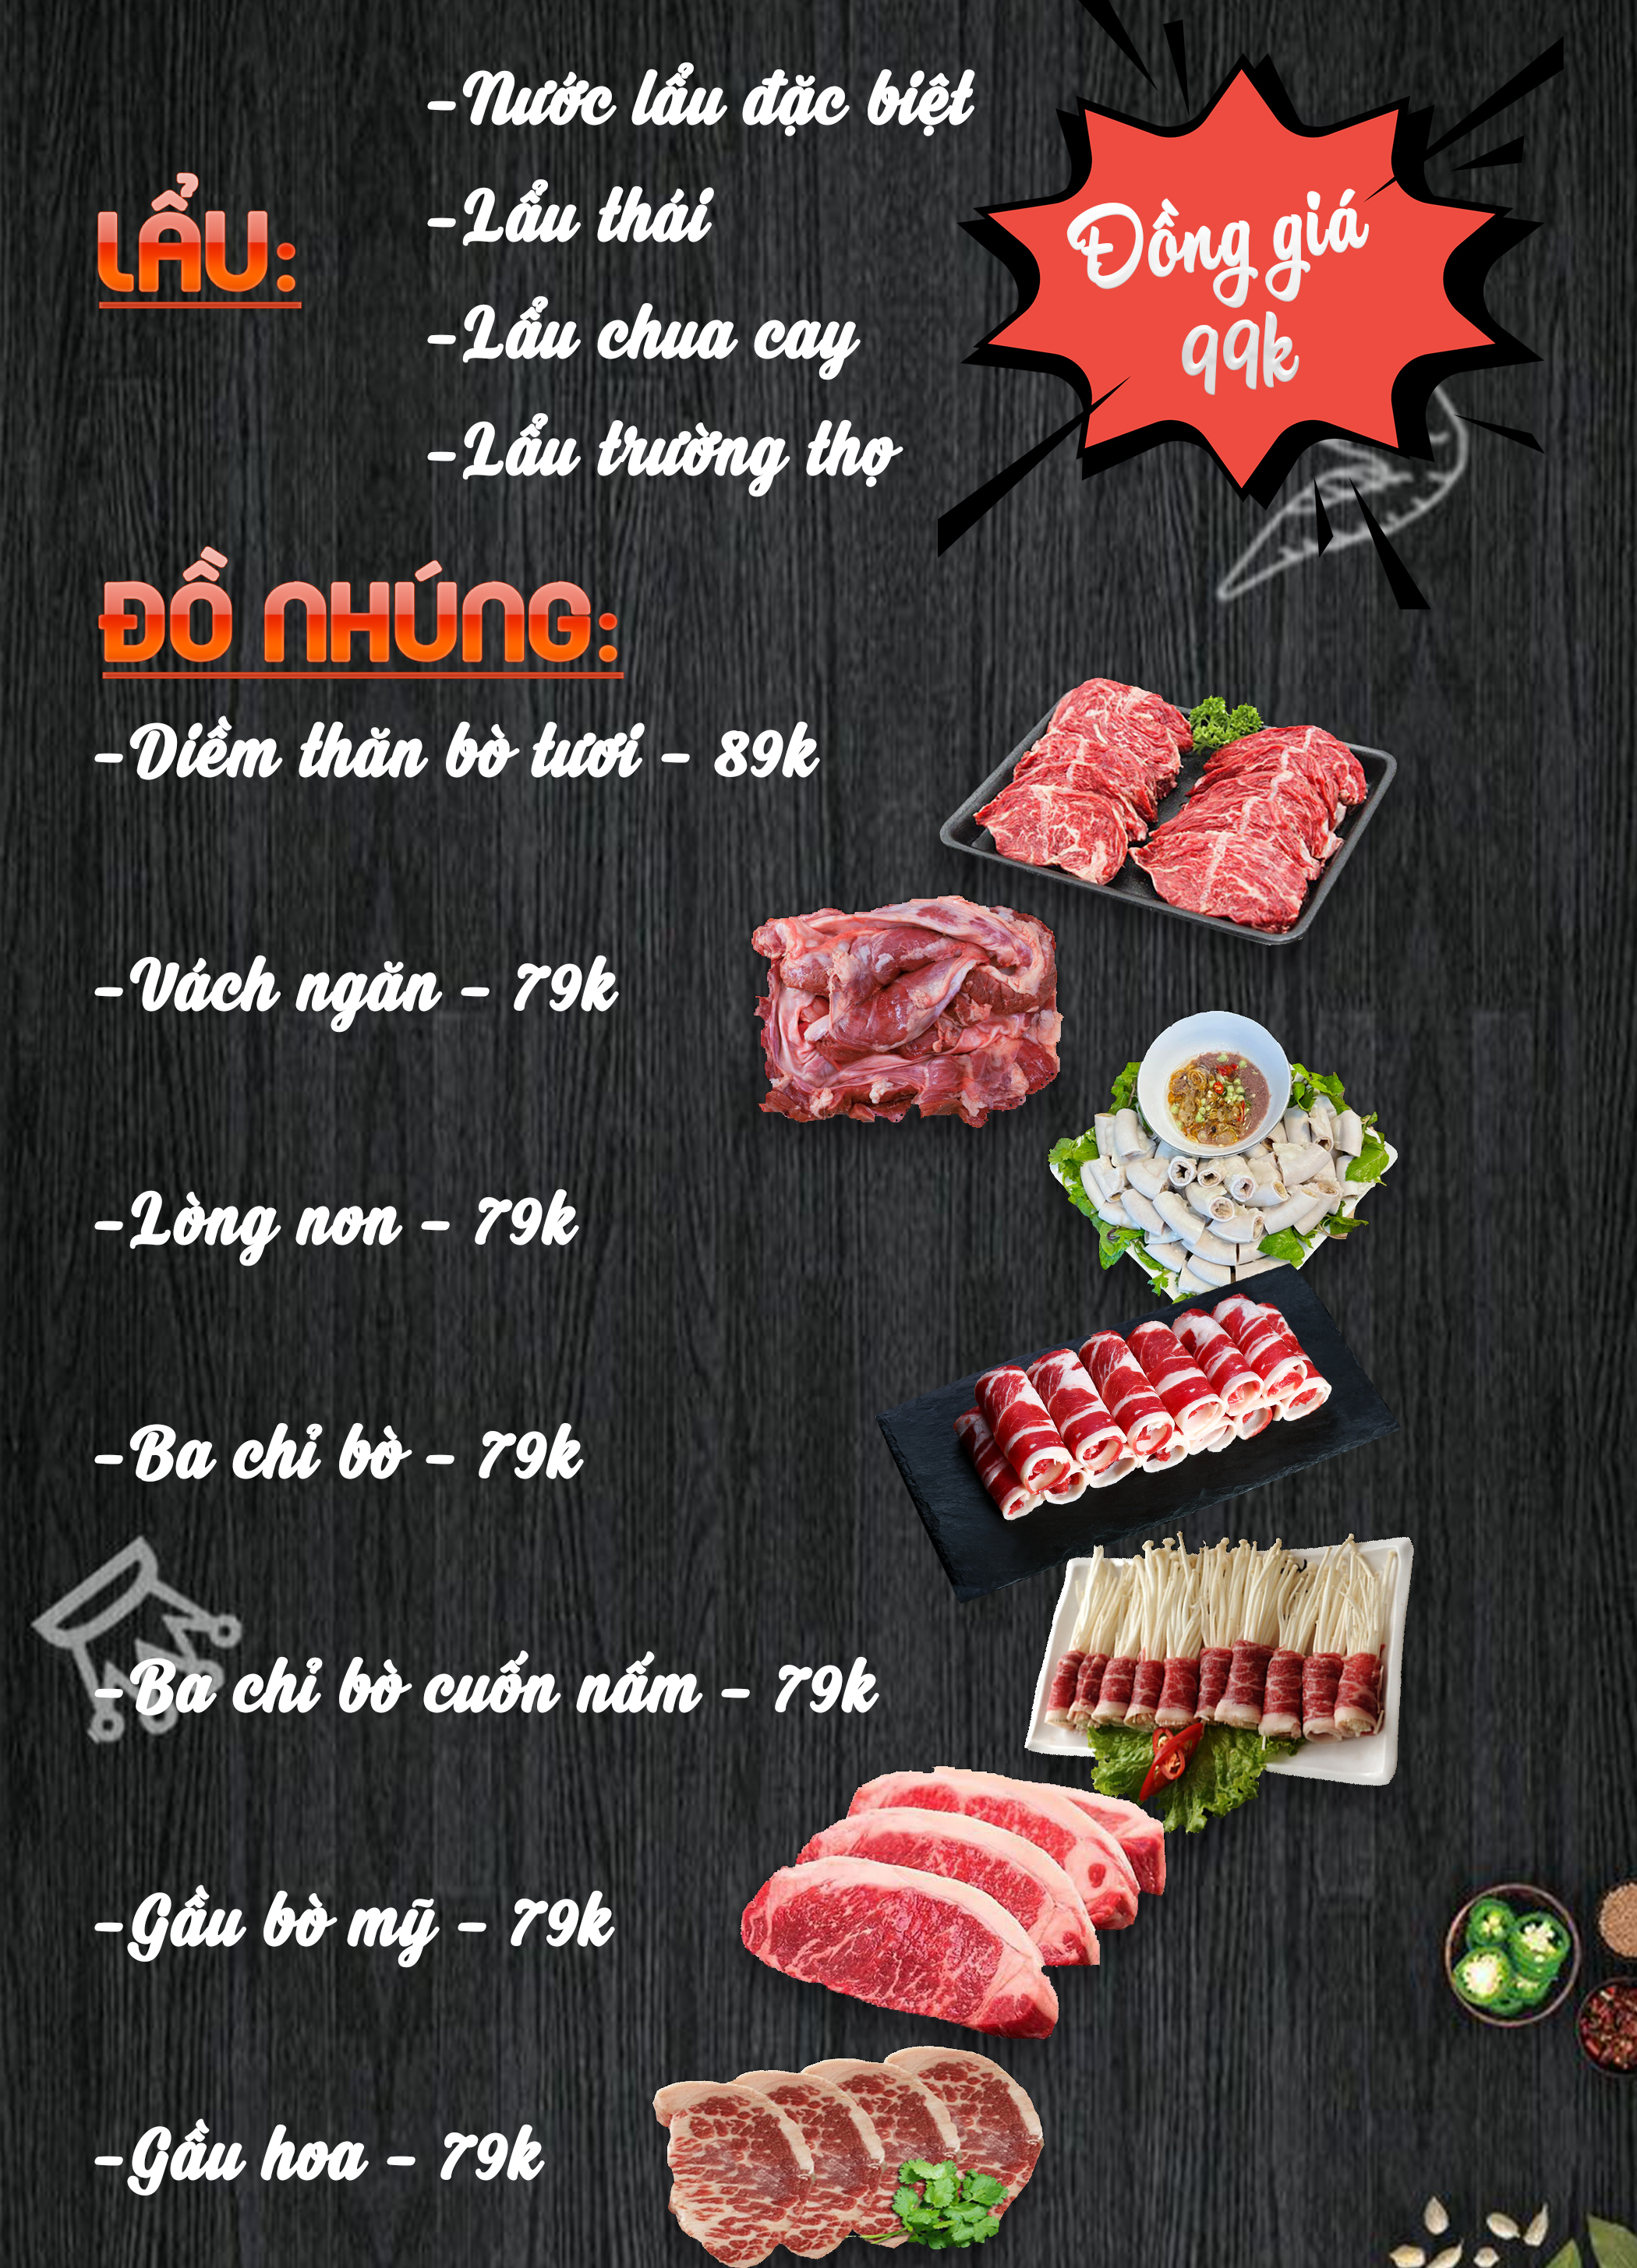 LẨU:
-Nước lẩu đặc biệt
-Lẩu thái
-Lẩu chua cay
-Lẩu trường thọ
Đồng giá
99k
ĐỒ NHÚNG:
-Diềm thăn bò tươi - 89k
-Vách ngăn - 79k
-Lòng non - 79k
-Ba chỉ bò - 79k
-Ba chỉ bò cuốn nấm - 79k
-Gầu bò mỹ - 79k
-Gầu hoa - 79k